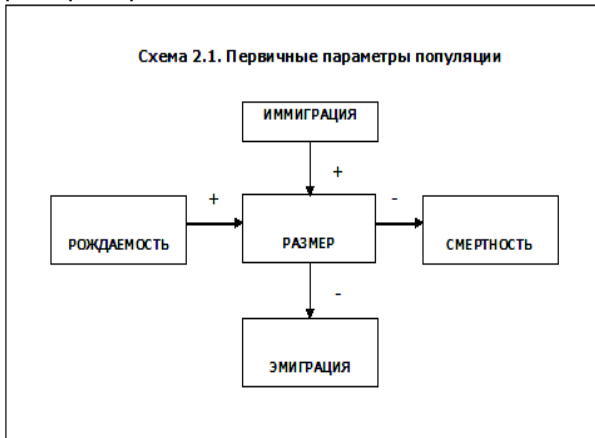 Схема 2.1. Первичные параметры популяции
ИММИГРАЦИЯ
+
+
-
РОЖДАЕМОСТЬ
РАЗМЕР
СМЕРТНОСТЬ
-
ЭМИГРАЦИЯ